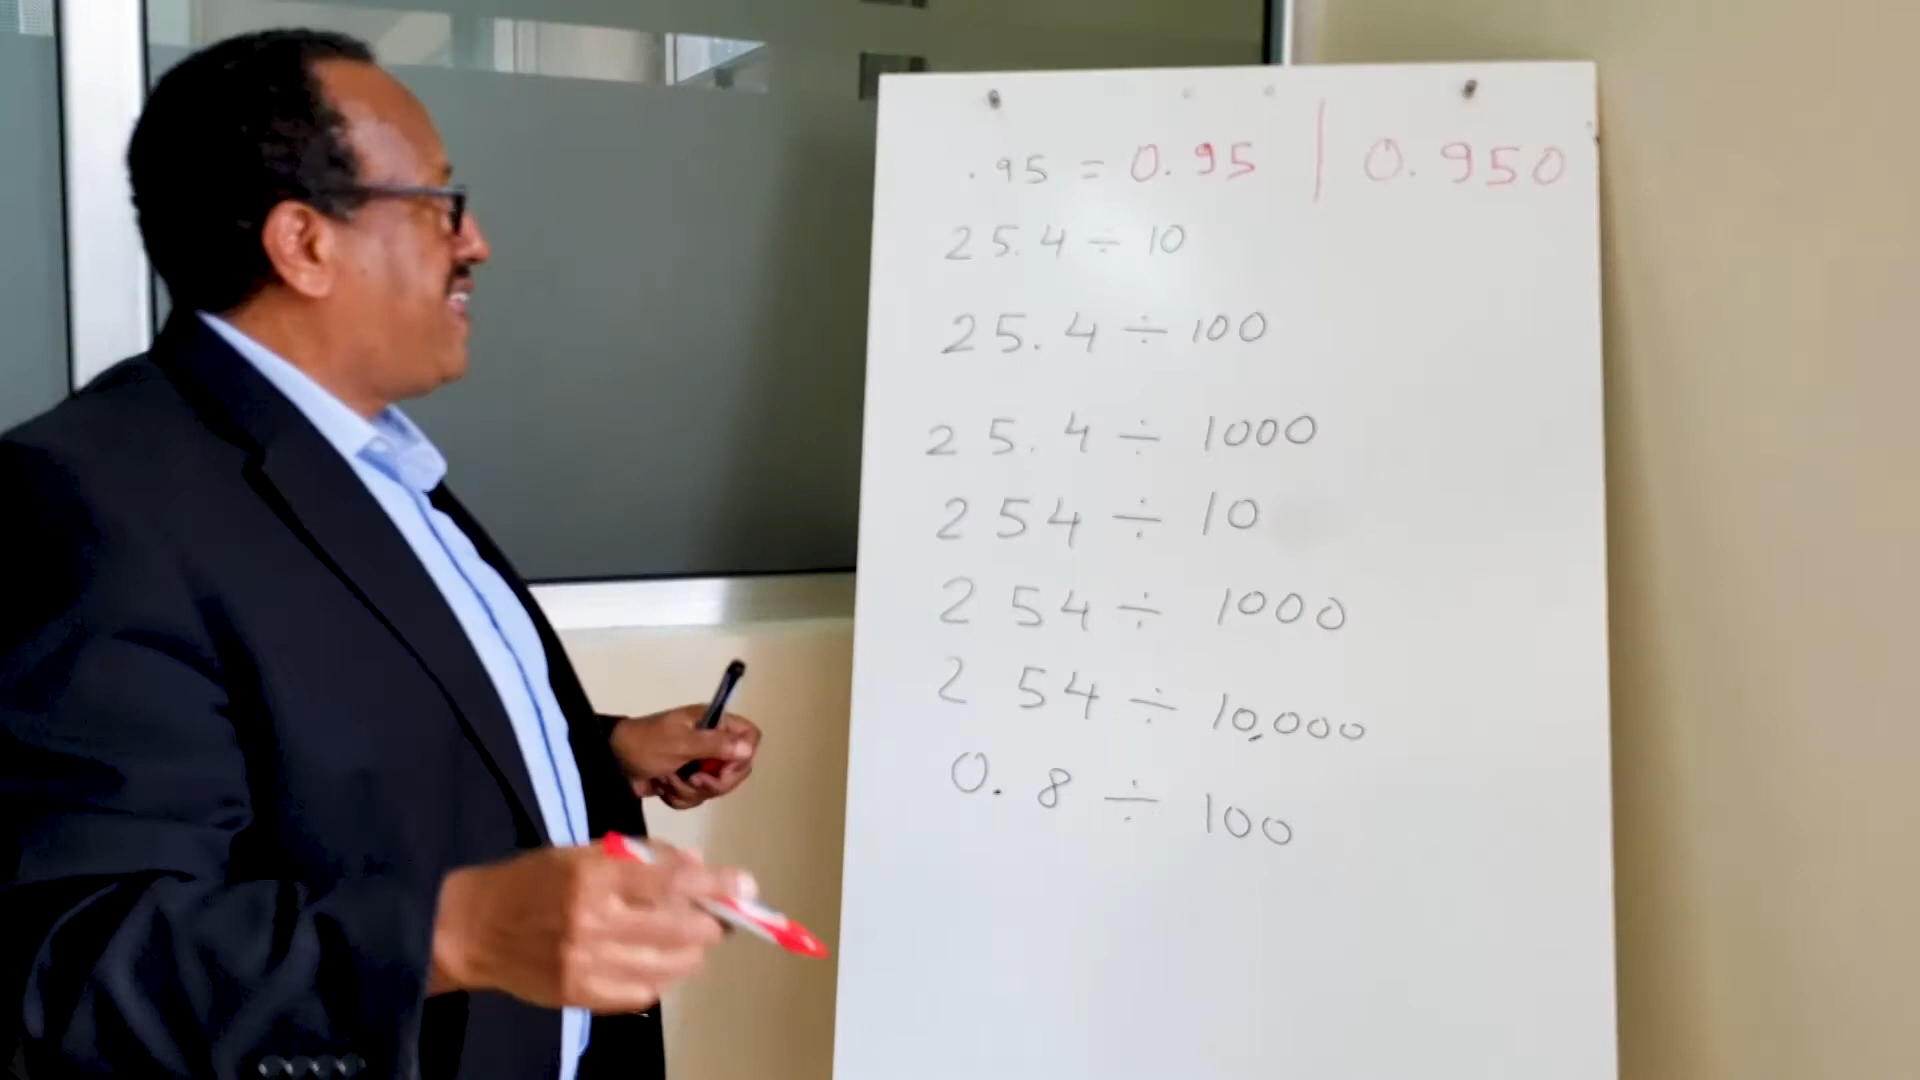 .95 = 0.95 | 0.950
25.4 ÷ 10
25.4 ÷ 100
25.4 ÷ 1000
254 ÷ 10
254 ÷ 1000
254 ÷ 10,000
0.8 ÷ 100